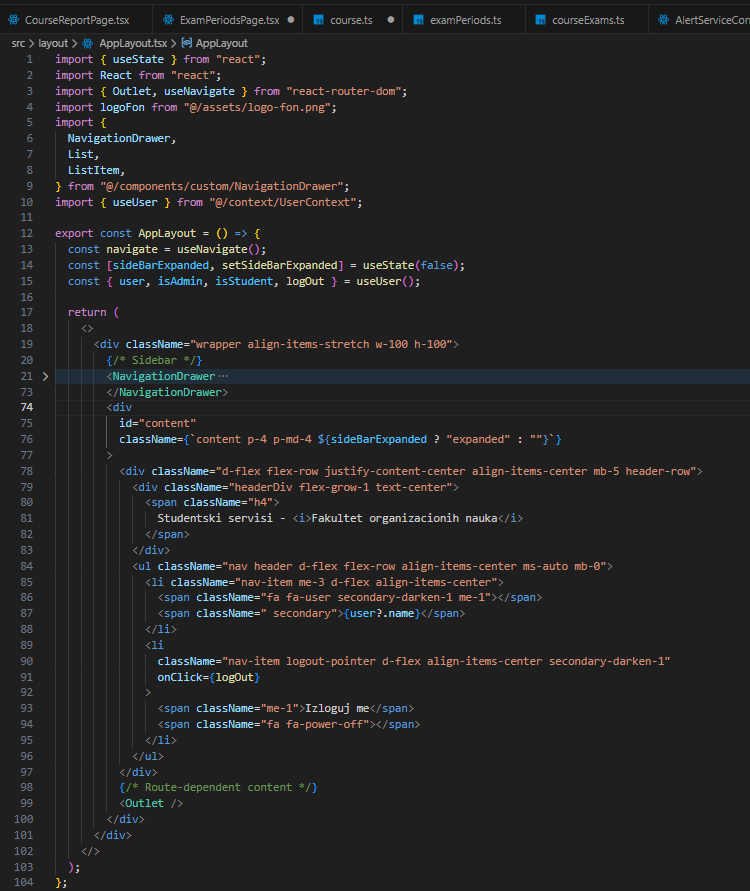 CourseReportPage.tsx
ExamPeriodsPage.tsx
course.ts
examPeriods.ts
courseExams.ts
AlertServiceCon
src > layout > AppLayout.tsx > AppLayout
1 import { useState } from "react";
2 import React from "react";
3 import { Outlet, useNavigate } from "react-router-dom";
4 import logoFon from "@/assets/logo-fon.png";
5 import {
6 NavigationDrawer,
7 List,
8 ListItem,
9 } from "@/components/custom/NavigationDrawer";
10 import { useUser } from "@/context/UserContext";
11
12 export const AppLayout = () => {
13 const navigate = useNavigate();
14 const [sideBarExpanded, setSideBarExpanded] = useState(false);
15 const { user, isAdmin, isStudent, logOut } = useUser();
16
17 return (
18 <>
19 <div className="wrapper align-items-stretch w-100 h-100">
20 {/* Sidebar */}
21 <NavigationDrawer ···
73 </NavigationDrawer>
74 <div
75 id="content"
76 className={`content p-4 p-md-4 ${sideBarExpanded ? "expanded" : ""}`}
77 >
78 <div className="d-flex flex-row justify-content-center align-items-center mb-5 header-row">
79 <div className="headerDiv flex-grow-1 text-center">
80 <span className="h4">
81 Studentski servisi - <i>Fakultet organizacionih nauka</i>
82 </span>
83 </div>
84 <ul className="nav header d-flex flex-row align-items-center ms-auto mb-0">
85 <li className="nav-item me-3 d-flex align-items-center">
86 <span className="fa fa-user secondary-darken-1 me-1"></span>
87 <span className=" secondary">{user?.name}</span>
88 </li>
89 <li
90 className="nav-item logout-pointer d-flex align-items-center secondary-darken-1"
91 onClick={logOut}
92 >
93 <span className="me-1">Izloguj me</span>
94 <span className="fa fa-power-off"></span>
95 </li>
96 </ul>
97 </div>
98 {/* Route-dependent content */}
99 <Outlet />
100 </div>
101 </div>
102 </>
103 );
104 };